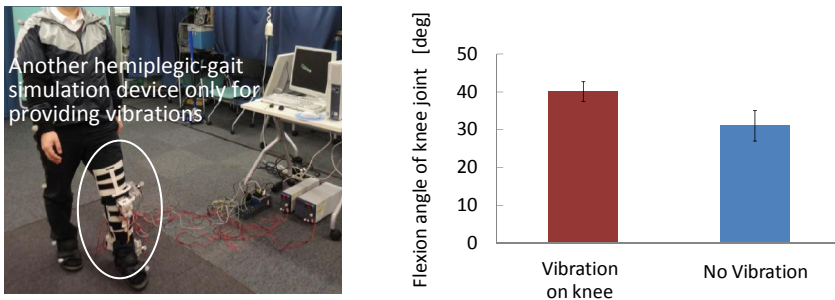 Another hemiplegic-gait
simulation device only for
providing vibrations
Flexion angle of knee joint [deg]
50
40
30
20
10
0
Vibration
on knee
No Vibration